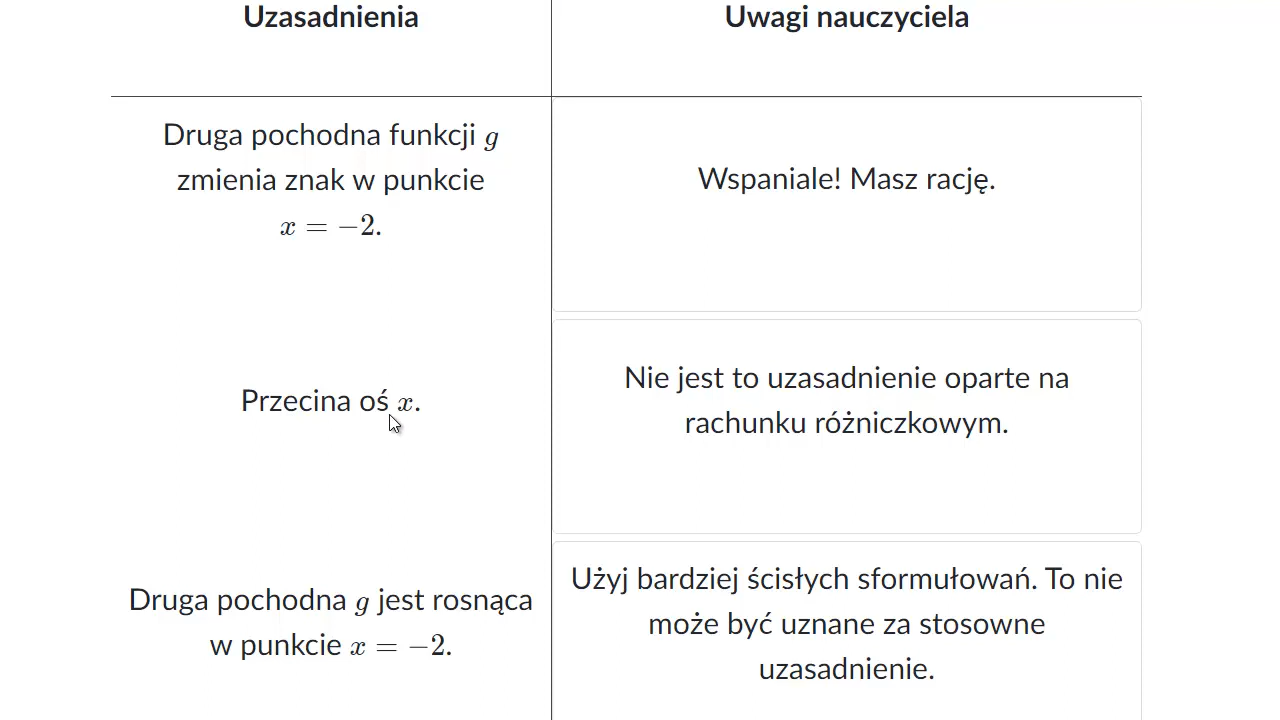 Uzasadnienia
Uwagi nauczyciela
Druga pochodna funkcji g
zmienia znak w punkcie
x = −2.
Wspaniale! Masz rację.
Przecina oś x.
Nie jest to uzasadnienie oparte na
rachunku różniczkowym.
Druga pochodna g jest rosnąca
w punkcie x = −2.
Użyj bardziej ścisłych sformułowań. To nie
może być uznane za stosowne
uzasadnienie.